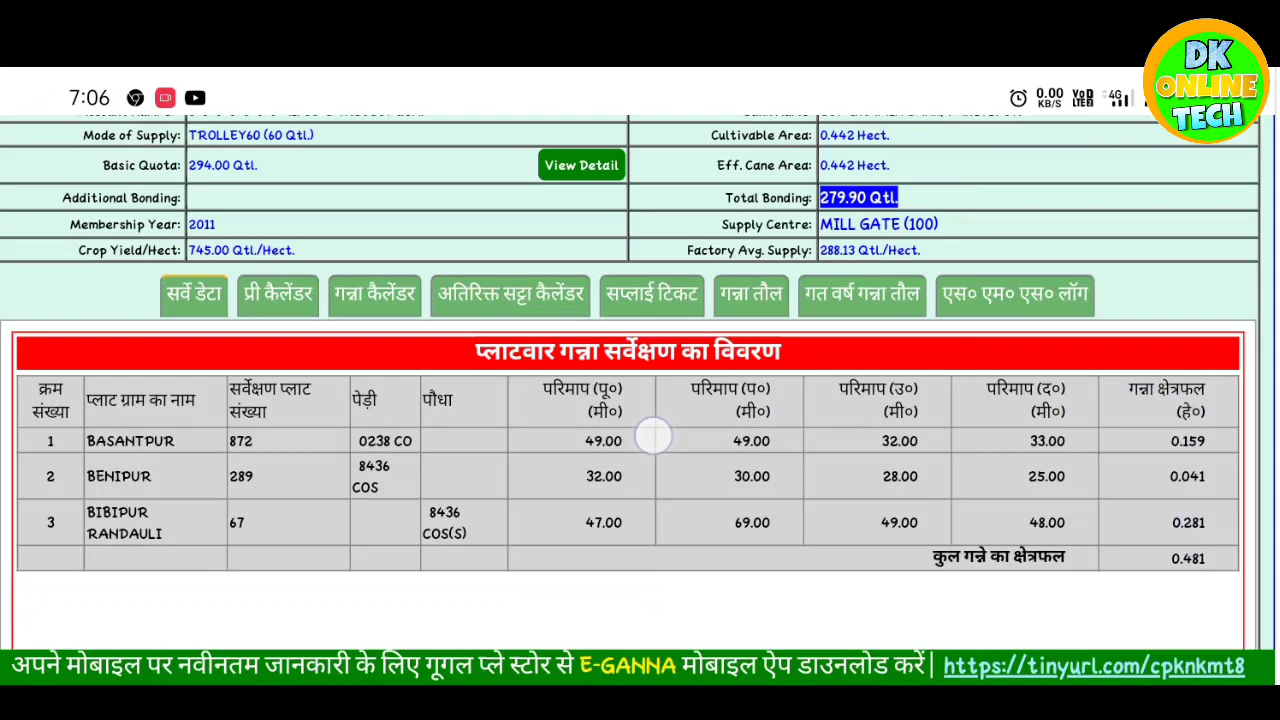 DK
ONLINE
TECH
7:06 0.00 KB/S VoD LTE2 4G
Mode of Supply: TROLLEY60 (60 Qtl.) Cultivable Area: 0.442 Hect.
Basic Quota: 294.00 Qtl. View Detail Eff. Cane Area: 0.442 Hect.
Additional Bonding: Total Bonding: 279.90 Qtl.
Membership Year: 2011 Supply Centre: MILL GATE (100)
Crop Yield/Hect: 745.00 Qtl./Hect. Factory Avg. Supply: 288.13 Qtl./Hect.
सर्वे डेटा प्री कैलेंडर गन्ना कैलेंडर अतिरिक्त सट्टा कैलेंडर सप्लाई टिकट गन्ना तौल गत वर्ष गन्ना तौल एस० एम० एस० लॉग
प्लाटवार गन्ना सर्वेक्षण का विवरण
क्रम संख्या प्लाट ग्राम का नाम सर्वेक्षण प्लाट संख्या पेड़ी पौधा परिमाप (पू०) (मी०) परिमाप (प०) (मी०) परिमाप (उ०) (मी०) परिमाप (द०) (मी०) गन्ना क्षेत्रफल (हे०)
1 BASANTPUR 872 0238 CO 49.00 49.00 32.00 33.00 0.159
2 BENIPUR 289 8436 COS 32.00 30.00 28.00 25.00 0.041
3 BIBIPUR RANDAULI 67 8436 COS(S) 47.00 69.00 49.00 48.00 0.281
कुल गन्ने का क्षेत्रफल 0.481
अपने मोबाइल पर नवीनतम जानकारी के लिए गूगल प्ले स्टोर से E-GANNA मोबाइल ऐप डाउनलोड करें| https://tinyurl.com/cpknkmt8